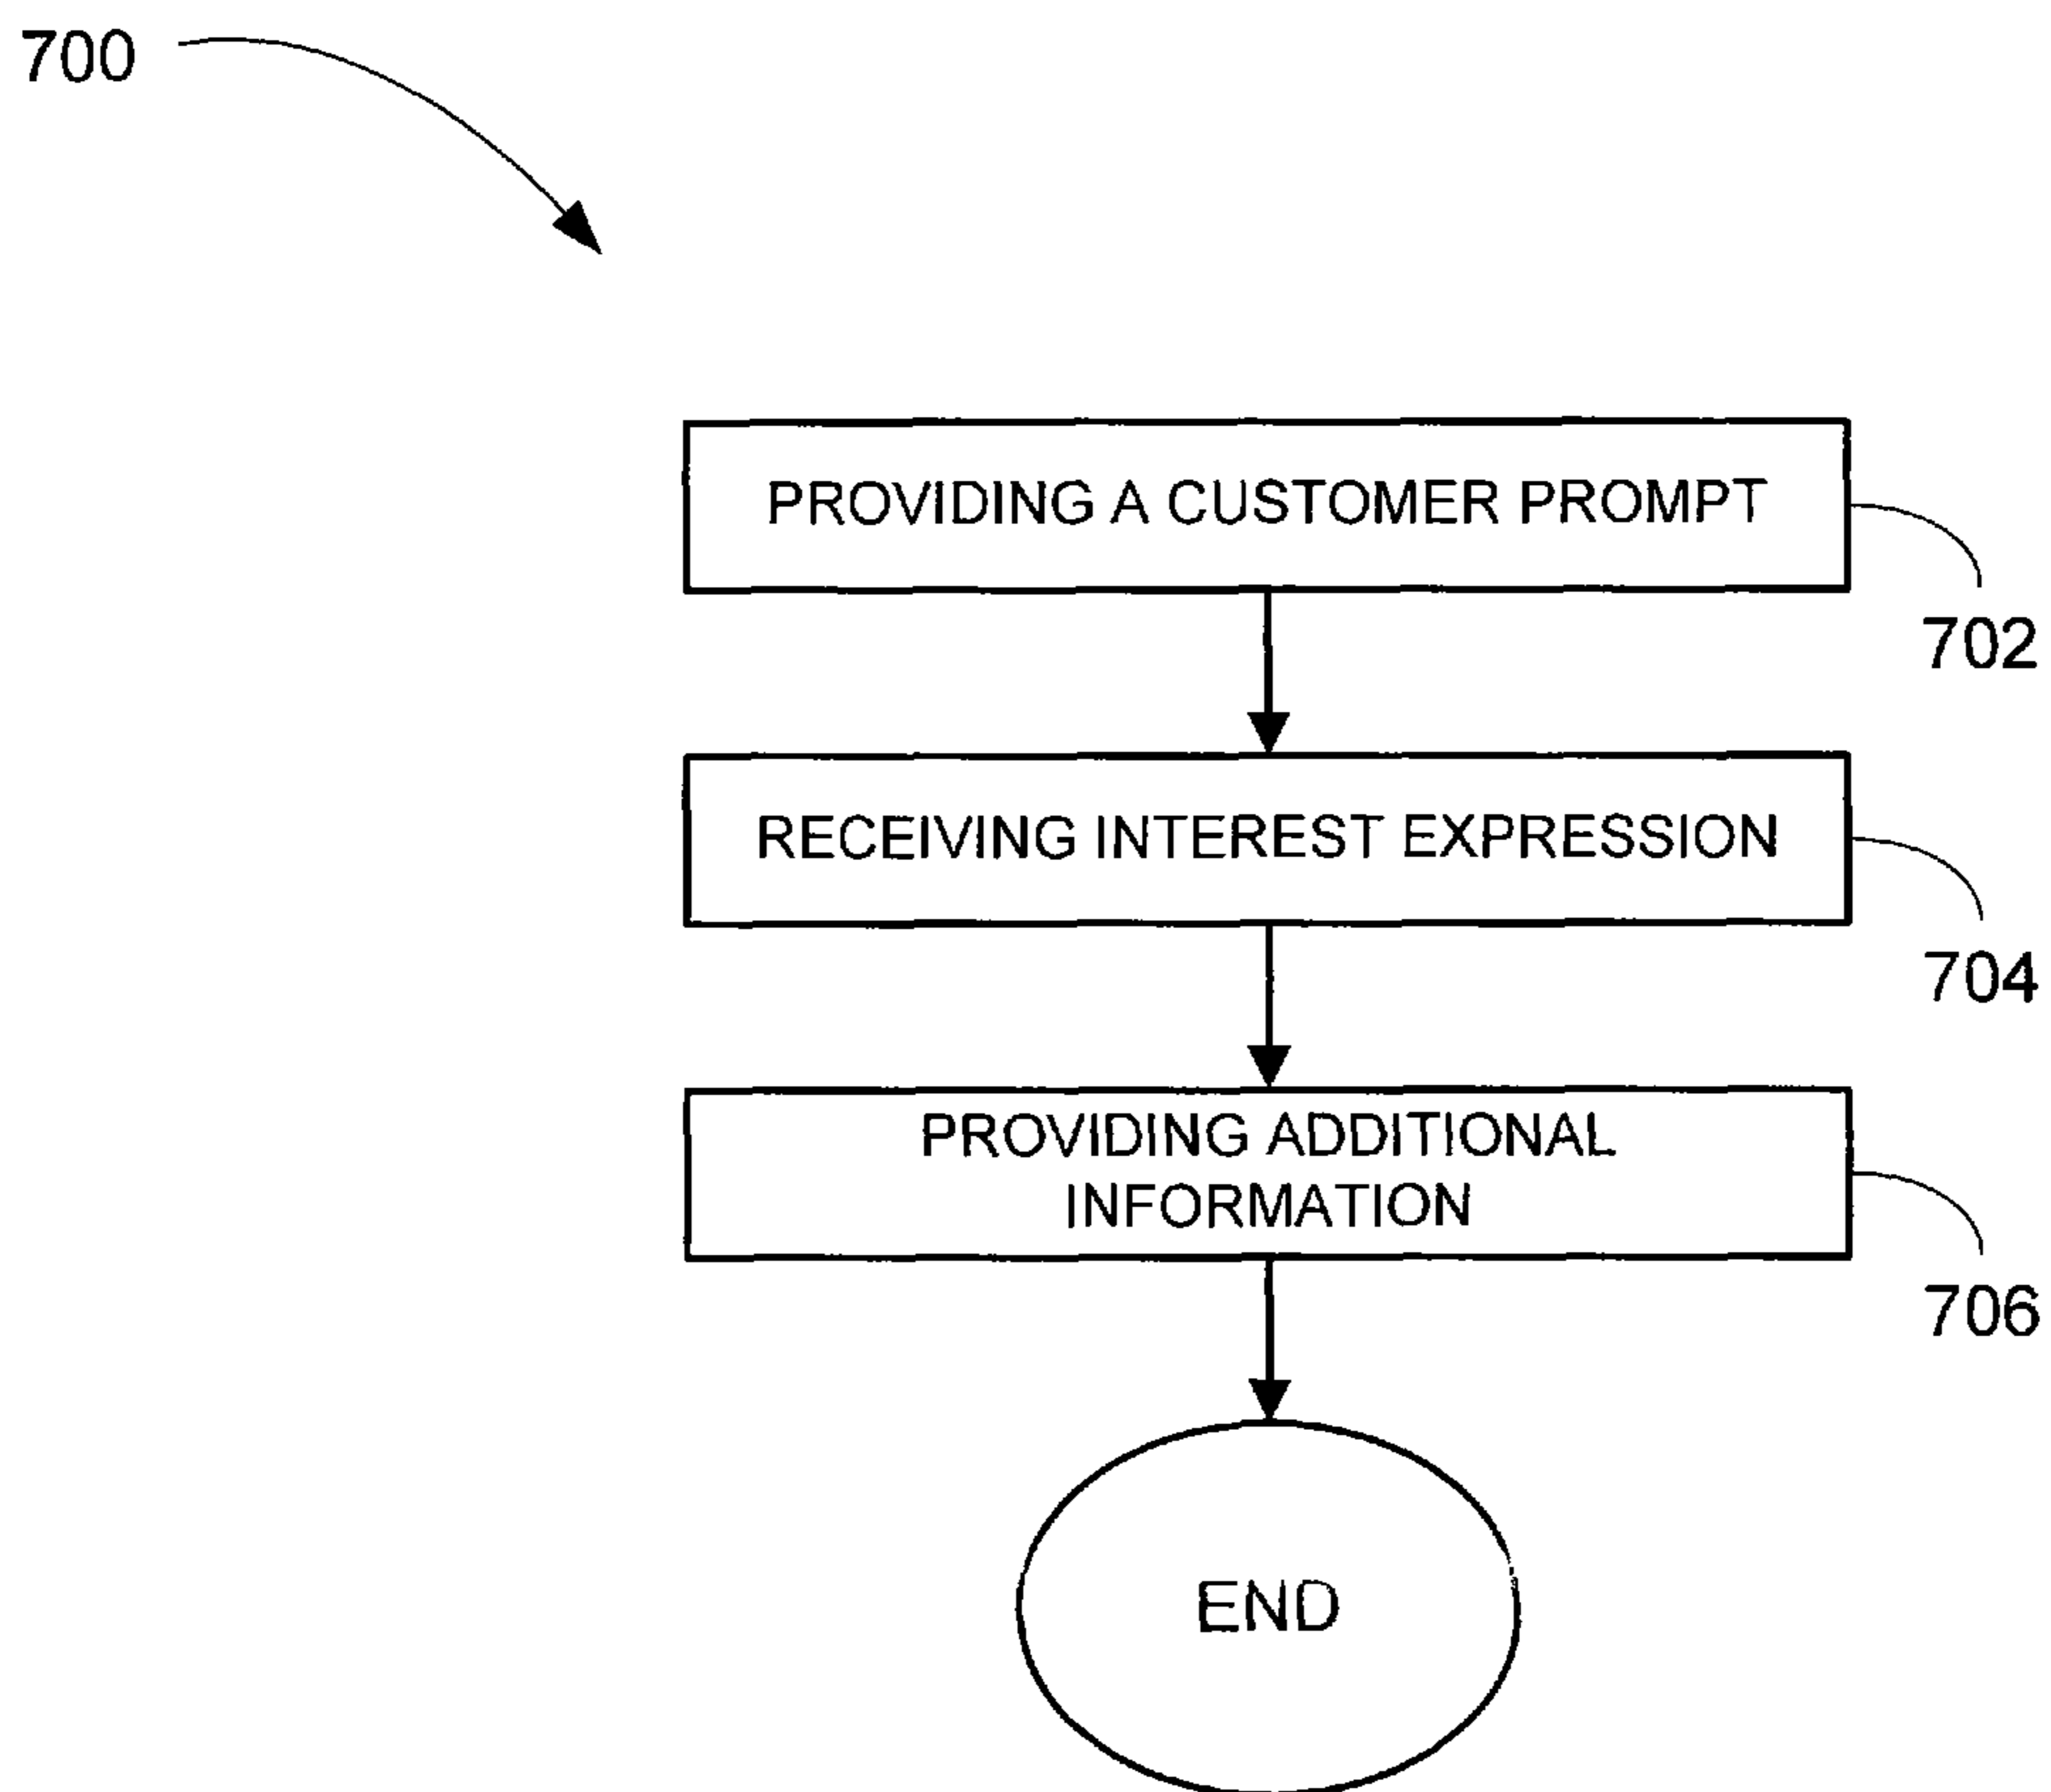 700
PROVIDING A CUSTOMER PROMPT
702
RECEIVING INTEREST EXPRESSION
704
PROVIDING ADDITIONAL
INFORMATION
706
END